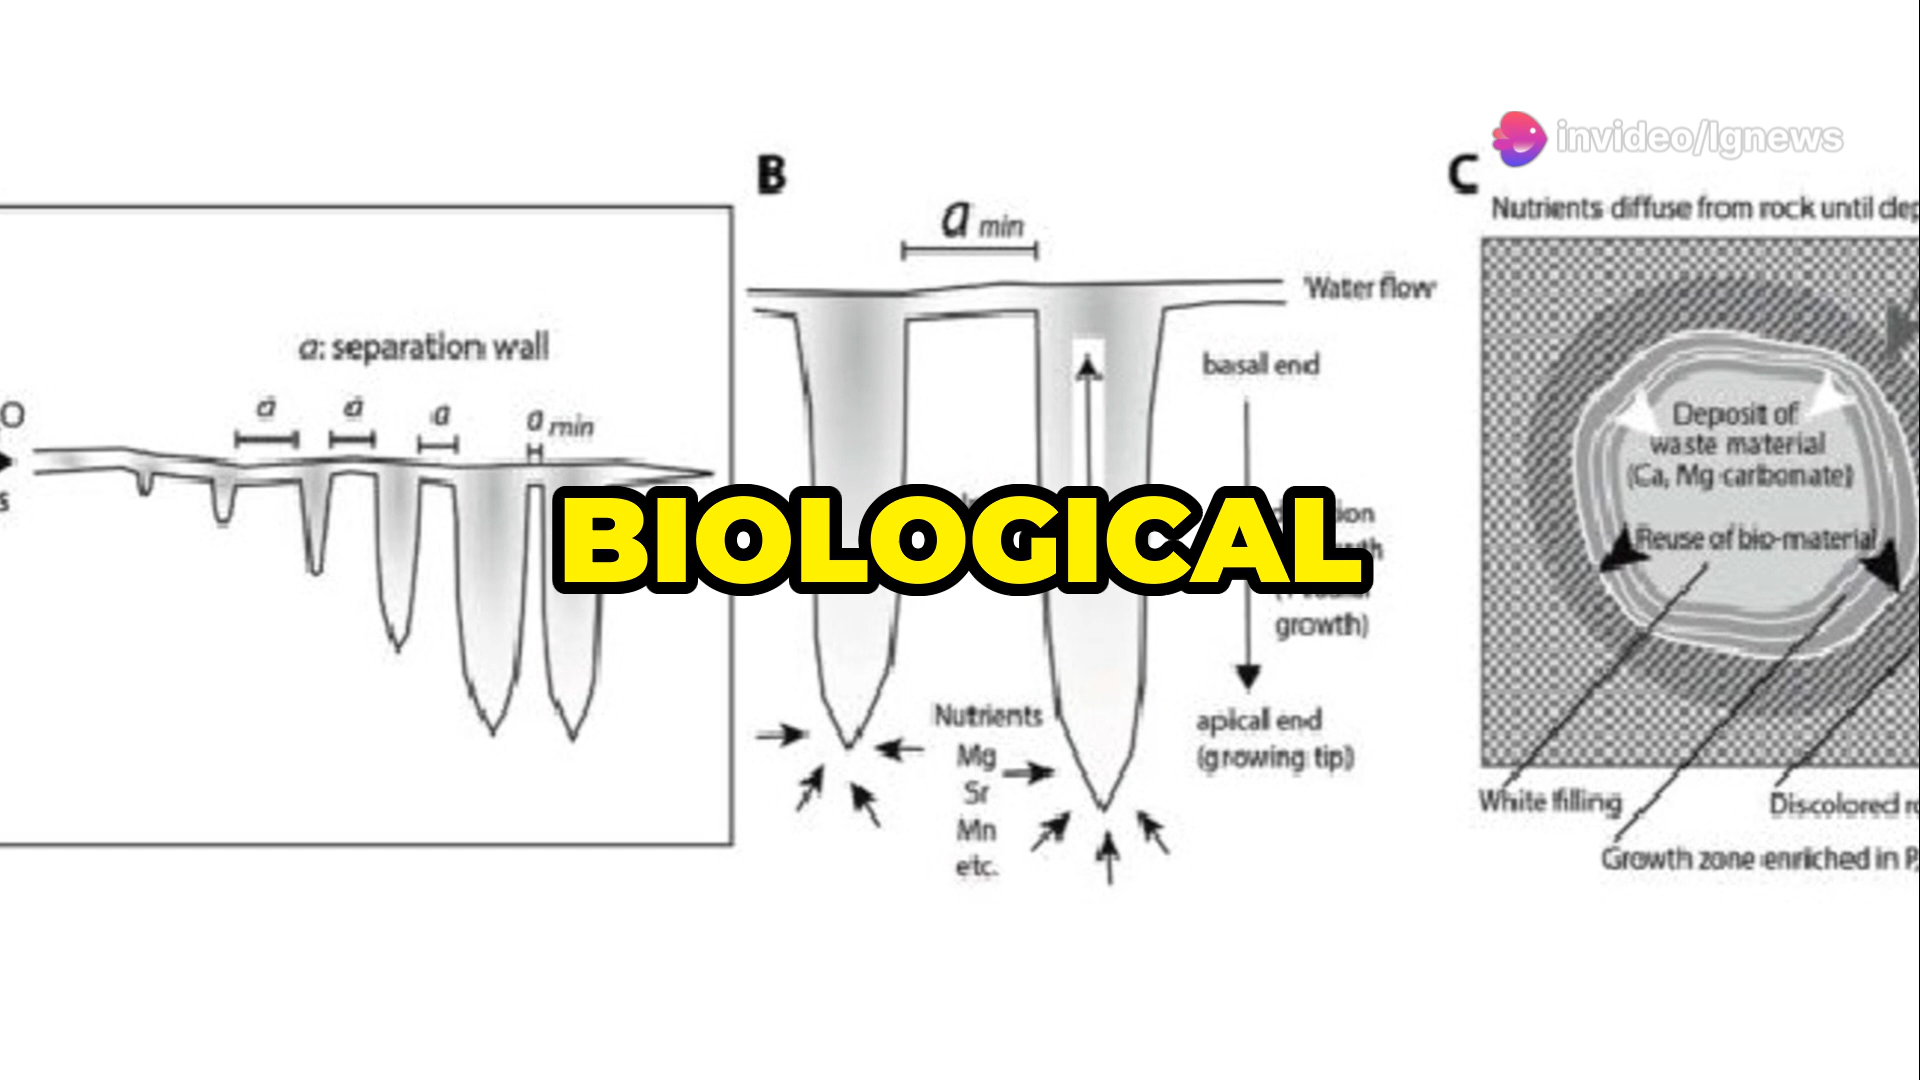 invideo/Ignews
B
C
a min
Nutrients diffuse from rock until
Water flow
a: separation wall
basal end
O
a
a
a
a min
Deposit of
waste material
(Ca, Mg carbonate)
BIOLOGICAL
Reuse of bio-material
growth)
Nutrients
Mg
Sr
Mn
etc.
apical end
(growing tip)
White filling
Discolored
Growth zone enriched in